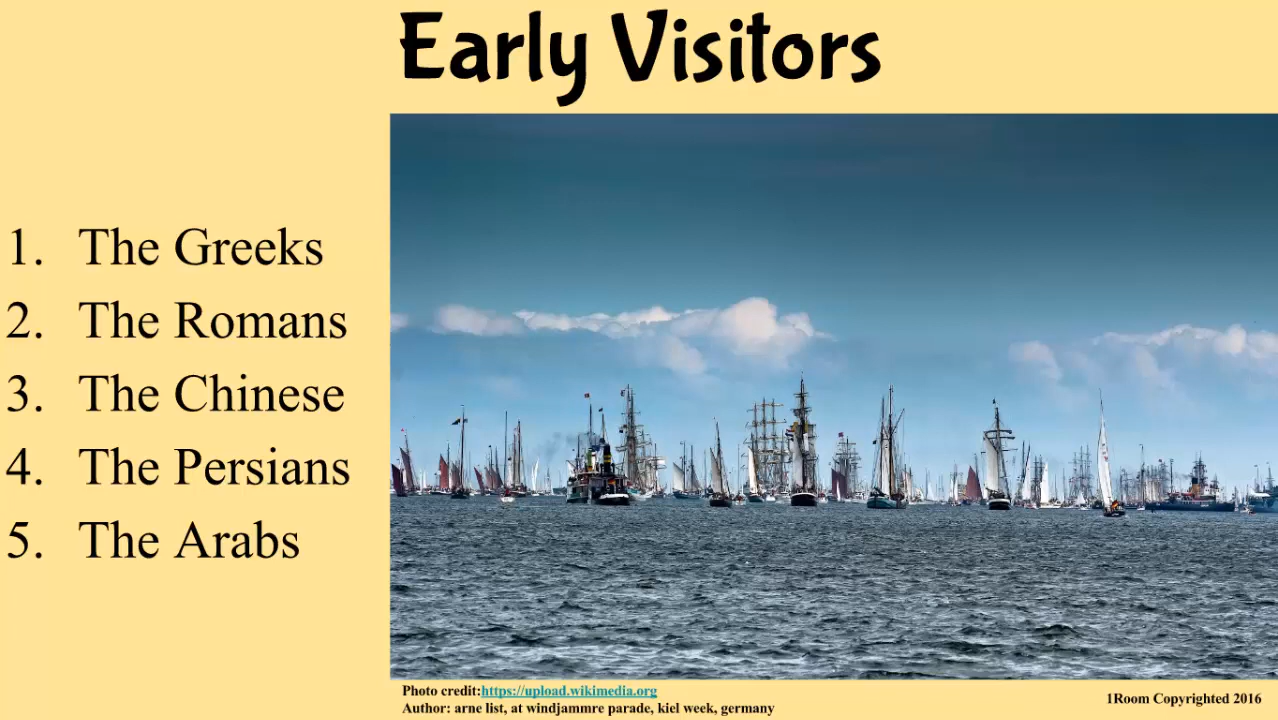 Early Visitors
1. The Greeks
2. The Romans
3. The Chinese
4. The Persians
5. The Arabs
Photo credit:https://upload.wikimedia.org
Author: arne list, at windjammre parade, kiel week, germany
1Room Copyrighted 2016